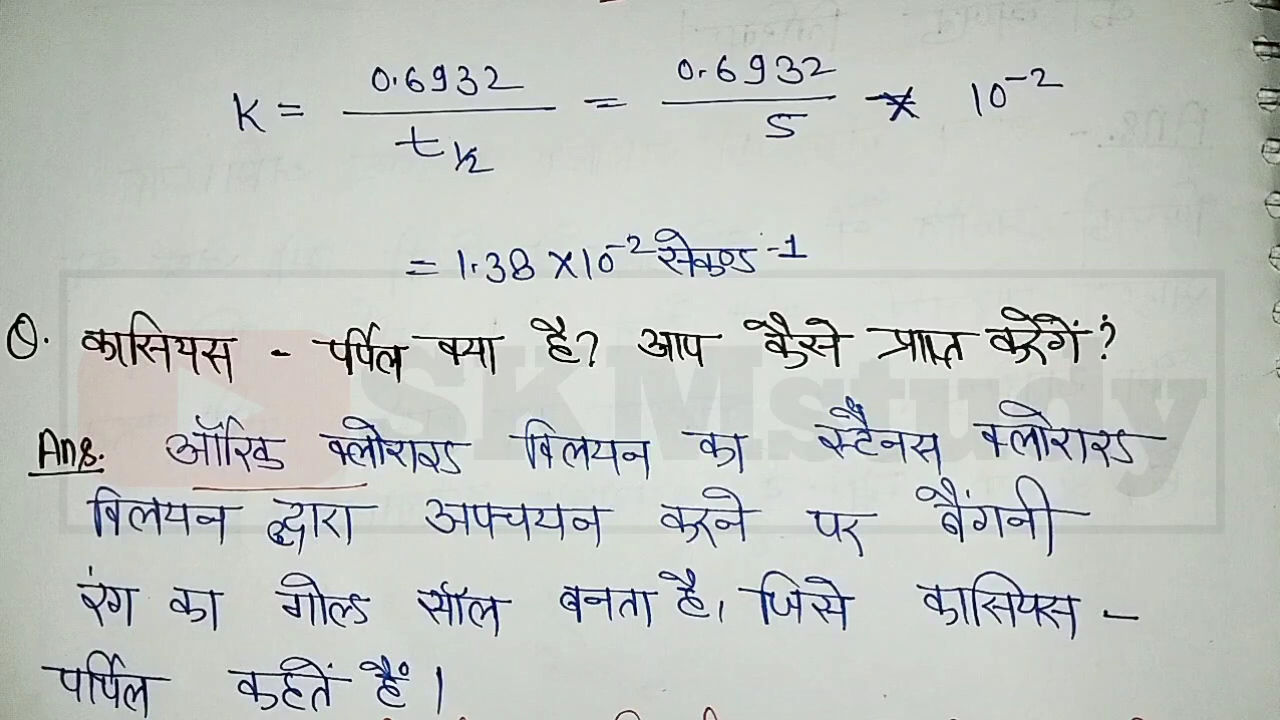 K = 0.6932 / t½ = 0.6932 / 5 × 10⁻²
= 1.38 × 10⁻² सेकण्ड⁻¹
Q. कासियस - पर्पिल क्या है? आप कैसे प्राप्त करेगें?
SKMstudy
Ans. ऑरिक क्लोराइड विलयन का स्टैनस क्लोराइड
विलयन द्वारा अपचयन करने पर बैंगनी
रंग का गोल्ड सॉल बनता है, जिसे कासियस -
पर्पिल कहतें हैं।